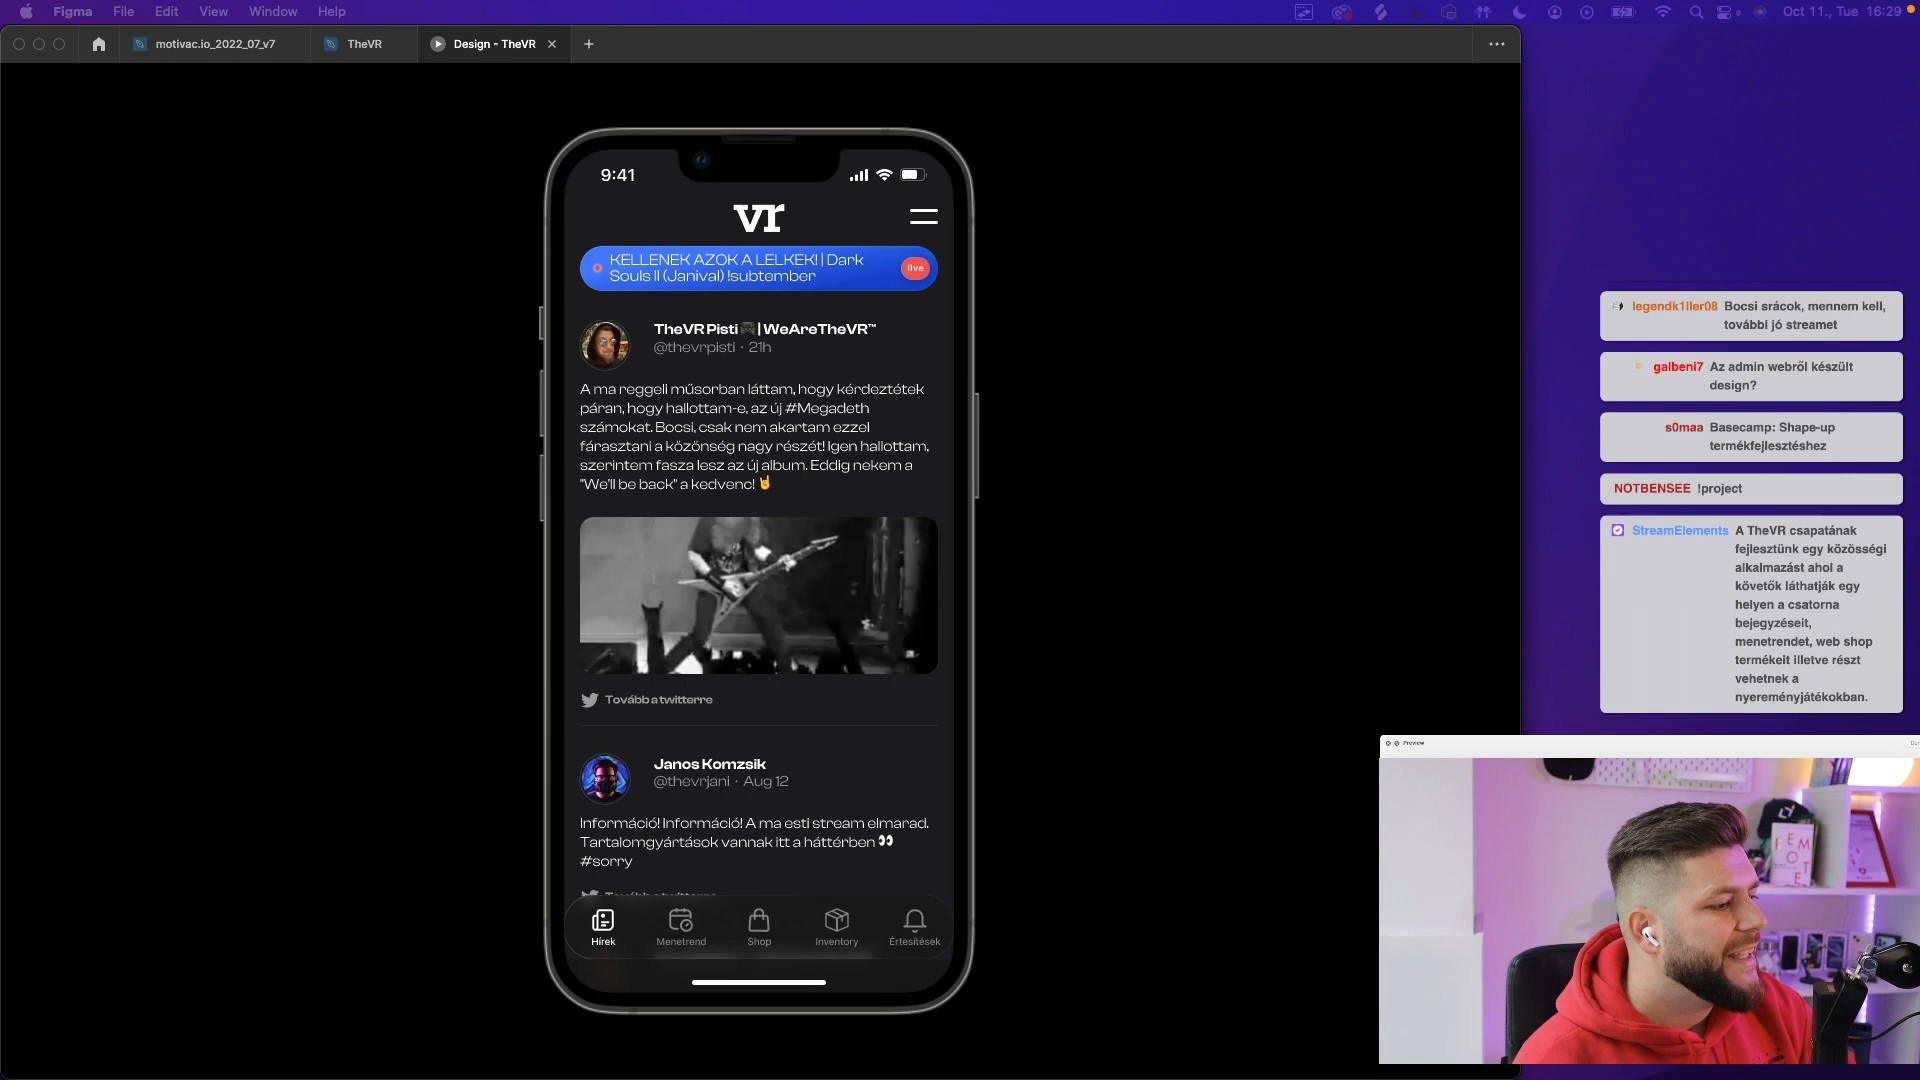 Figma File Edit View Window Help
Oct 11., Tue 16:29
motivac.io_2022_07_v7
TheVR
Design - TheVR
9:41
vr
KELLENEK AZOK A LELKEK! | Dark
Souls II (Janival) !subtember
live
TheVR Pisti 🎮 | WeAreTheVR™
@thevrpisti · 21h
A ma reggeli műsorban láttam, hogy kérdeztétek
páran, hogy hallottam-e, az új #Megadeth
számokat. Bocsi, csak nem akartam ezzel
fárasztani a közönség nagy részét! Igen hallottam,
szerintem fasza lesz az új album. Eddig nekem a
"We'll be back" a kedvenc! 🤘
Tovább a twitterre
Janos Komzsik
@thevrjani · Aug 12
Információ! Információ! A ma esti stream elmarad.
Tartalomgyártások vannak itt a háttérben 👀
#sorry
Tovább a twitterre
Hírek
Menetrend
Shop
Inventory
Értesítések
legendk1ller08 Bocsi srácok, mennem kell,
további jó streamet
galbeni7 Az admin webről készült
design?
s0maa Basecamp: Shape-up
termékfejlesztéshez
NOTBENSEE !project
StreamElements A TheVR csapatának
fejlesztünk egy közösségi
alkalmazást ahol a
követők láthatják egy
helyen a csatorna
bejegyzéseit,
menetrendet, web shop
termékeit illetve részt
vehetnek a
nyereményjátékokban.
Preview
REMOTE